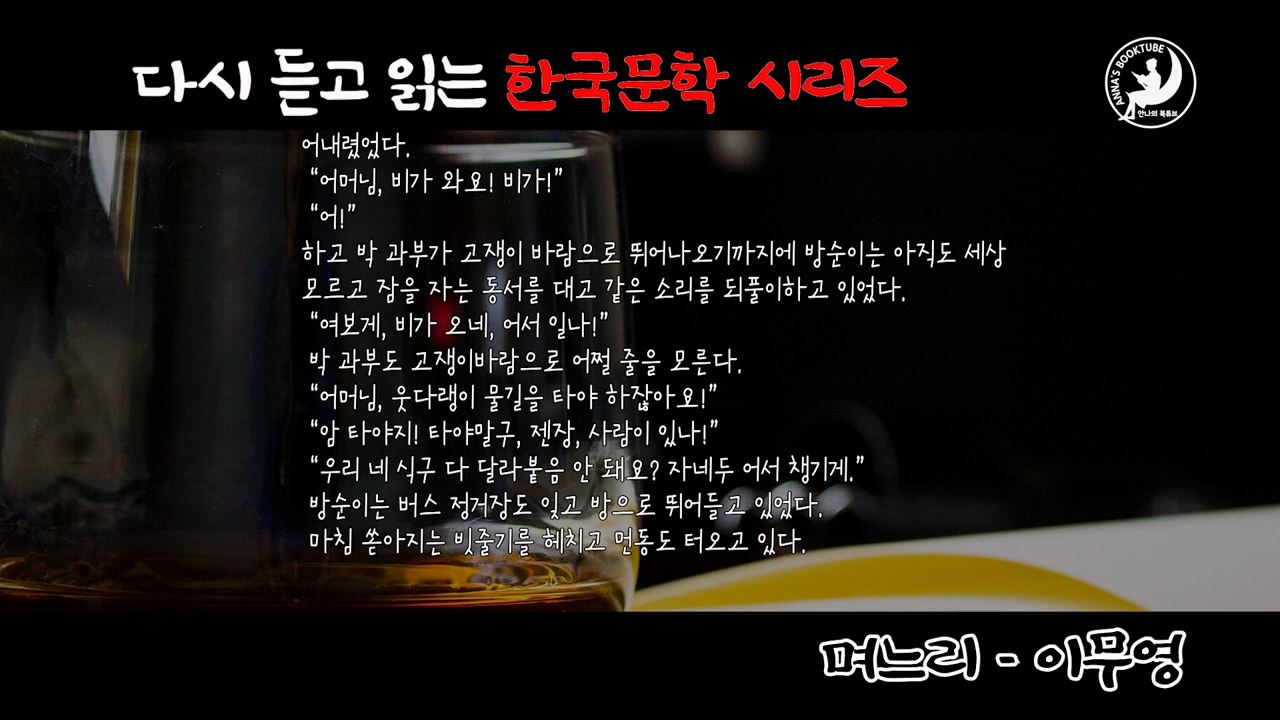 다시 듣고 읽는 한국문학 시리즈
ANNA'S BOOKTUBE
안나의 북튜브
어내렸었다.
“어머님, 비가 와요! 비가!”
“어!”
하고 박 과부가 고쟁이 바람으로 뛰어나오기까지에 방순이는 아직도 세상
모르고 잠을 자는 동서를 대고 같은 소리를 되풀이하고 있었다.
“여보게, 비가 오네, 어서 일나!”
박 과부도 고쟁이바람으로 어쩔 줄을 모른다.
“어머님, 웃다랭이 물길을 타야 하잖아요!”
“암 타야지! 타야말구, 젠장, 사람이 있나!”
“우리 네 식구 다 달라붙음 안 돼요? 자네두 어서 챙기게.”
방순이는 버스 정거장도 잊고 방으로 뛰어들고 있었다.
마침 쏟아지는 빗줄기를 헤치고 먼동도 터오고 있다.
며느리 - 이무영